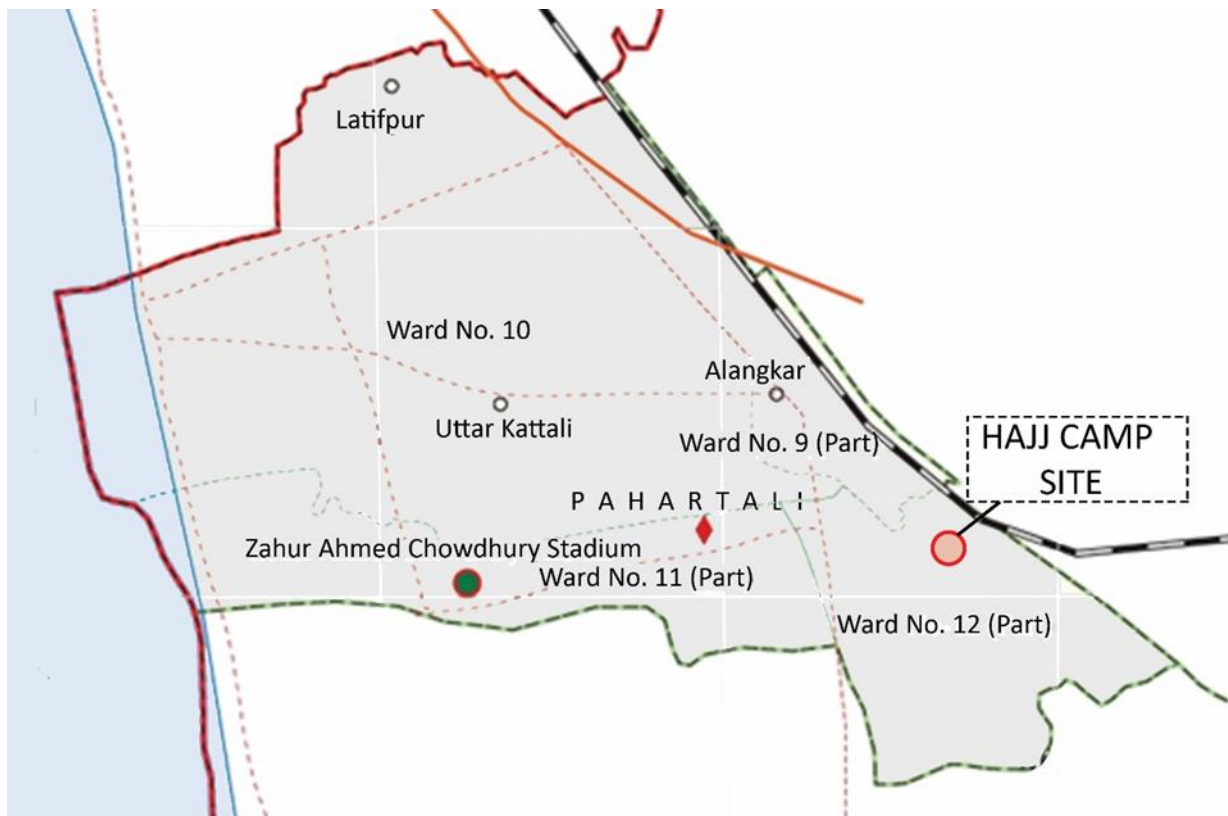 Latifpur
Ward No. 10
Alangkar
Uttar Kattali
Ward No. 9 (Part)
HAJJ CAMP
SITE
PAHARTALI
Zahur Ahmed Chowdhury Stadium
Ward No. 11 (Part)
Ward No. 12 (Part)